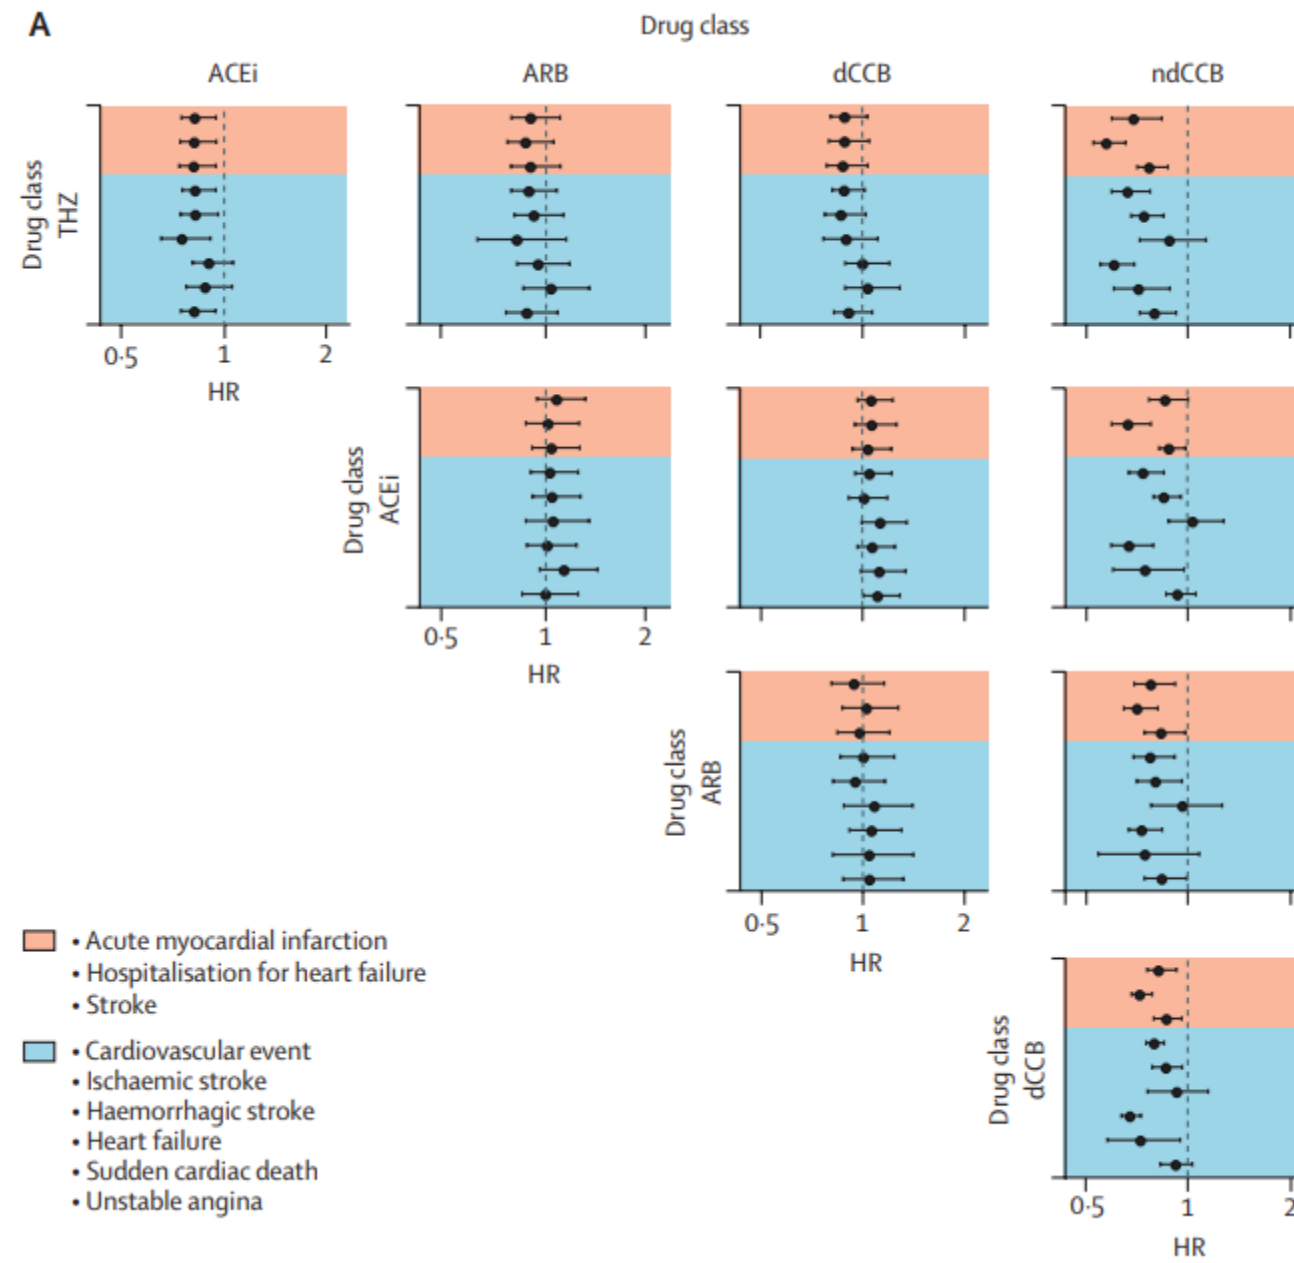 A
Drug class
ACEi ARB dCCB ndCCB
Drug class
THZ
0·5 1 2
HR
Drug class
ACEi
0·5 1 2
HR
Drug class
ARB
0·5 1 2
HR
• Acute myocardial infarction
• Hospitalisation for heart failure
• Stroke
• Cardiovascular event
• Ischaemic stroke
• Haemorrhagic stroke
• Heart failure
• Sudden cardiac death
• Unstable angina
Drug class
dCCB
0·5 1 2
HR